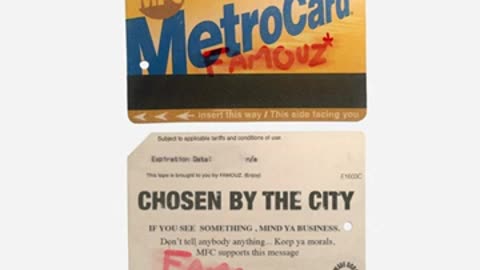 MetroCard
FAMOUZ*
insert this way / This side facing you
Subject to applicable tariffs and conditions of use.
Expiration Date: n/a
This tape is brought to you by FAMOUZ. Enjoy!
CHOSEN BY THE CITY
IF YOU SEE SOMETHING , MIND YA BUSINESS.
Don't tell anybody anything... Keep ya morals,
MFC supports this message